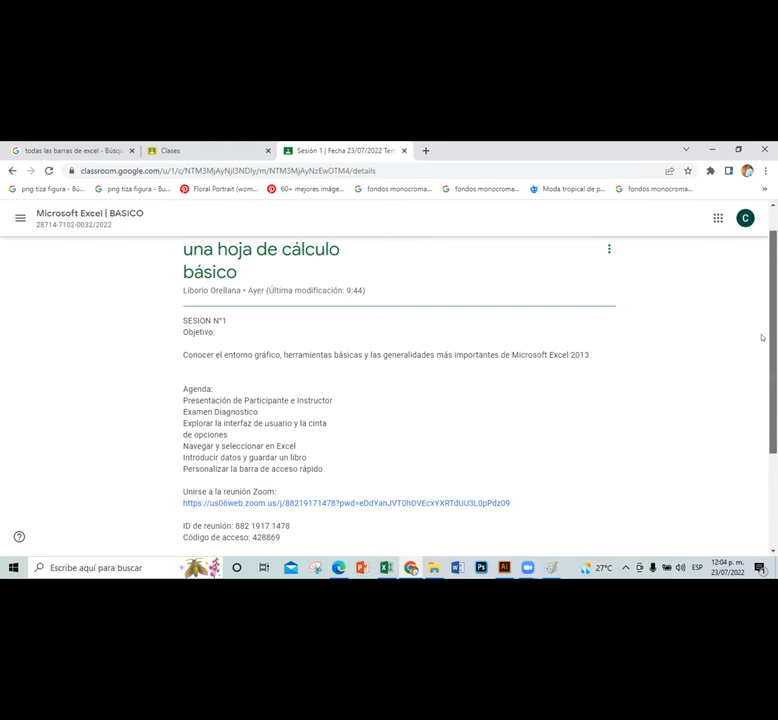 todas las barras de excel - Búsqu
Clases
Sesión 1 | Fecha 23/07/2022 Tem
classroom.google.com/u/1/c/NTM3MjAyNjI3NDIy/m/NTM3MjAyNzEwOTM4/details
png tiza figura - Bú...
png tiza figura - Bu...
Floral Portrait (wom...
60+ mejores imáge...
fondos monocroma...
fondos monocroma...
Moda tropical de p...
fondos monocroma...
Microsoft Excel | BASICO
28714-7102-0032/2022
C
una hoja de cálculo
básico
Liborio Orellana • Ayer (Última modificación: 9:44)
SESION N°1
Objetivo:
Conocer el entorno gráfico, herramientas básicas y las generalidades más importantes de Microsoft Excel 2013
Agenda:
Presentación de Participante e Instructor
Examen Diagnostico
Explorar la interfaz de usuario y la cinta
de opciones
Navegar y seleccionar en Excel
Introducir datos y guardar un libro
Personalizar la barra de acceso rápido
Unirse a la reunión Zoom:
https://us06web.zoom.us/j/88219171478?pwd=eDdYanJVT0hOVEcxYXRTdUU3L0pPdz09
ID de reunión: 882 1917 1478
Código de acceso: 428869
Escribe aquí para buscar
27°C
ESP
12:04 p. m.
23/07/2022